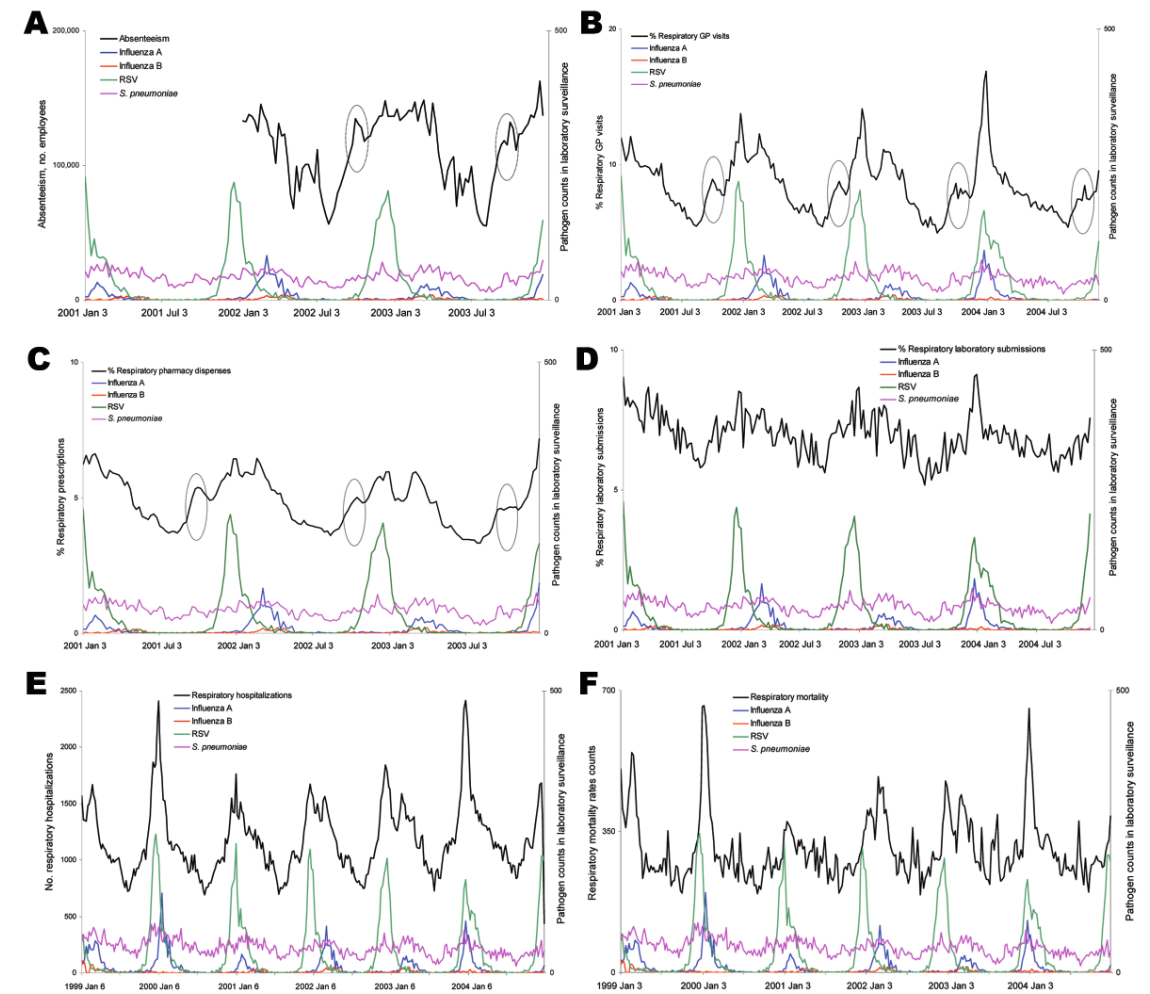 A
200,000
500
Absenteeism
Influenza A
Influenza B
RSV
S. pneumoniae
Absenteeism, no. employees
100,000
Pathogen counts in laboratory surveillance
0
0
2001 Jan 3
2001 Jul 3
2002 Jan 3
2002 Jul 3
2003 Jan 3
2003 Jul 3
B
20
500
% Respiratory GP visits
Influenza A
Influenza B
RSV
S. pneumoniae
% Respiratory GP visits
10
Pathogen counts in laboratory surveillance
0
0
2001 Jan 3
2001 Jul 3
2002 Jan 3
2002 Jul 3
2003 Jan 3
2003 Jul 3
2004 Jan 3
2004 Jul 3
C
10
500
% Respiratory pharmacy dispenses
Influenza A
Influenza B
RSV
S. pneumoniae
% Respiratory prescriptions
5
Pathogen counts in laboratory surveillance
0
0
2001 Jan 3
2001 Jul 3
2002 Jan 3
2002 Jul 3
2003 Jan 3
2003 Jul 3
D
10
500
% Respiratory laboratory submissions
Influenza A
Influenza B
RSV
S. pneumoniae
% Respiratory laboratory submissions
5
Pathogen counts in laboratory surveillance
0
0
2001 Jan 3
2001 Jul 3
2002 Jan 3
2002 Jul 3
2003 Jan 3
2003 Jul 3
2004 Jan 3
2004 Jul 3
E
2500
500
Respiratory hospitalizations
Influenza A
Influenza B
RSV
S. pneumoniae
No. respiratory hospitalizations
2000
1500
1000
500
0
Pathogen counts in laboratory surveillance
0
1999 Jan 6
2000 Jan 6
2001 Jan 6
2002 Jan 6
2003 Jan 6
2004 Jan 6
F
700
500
Respiratory mortality
Influenza A
Influenza B
RSV
S. pneumoniae
Respiratory mortality rates counts
350
Pathogen counts in laboratory surveillance
0
0
1999 Jan 3
2000 Jan 3
2001 Jan 3
2002 Jan 3
2003 Jan 3
2004 Jan 3